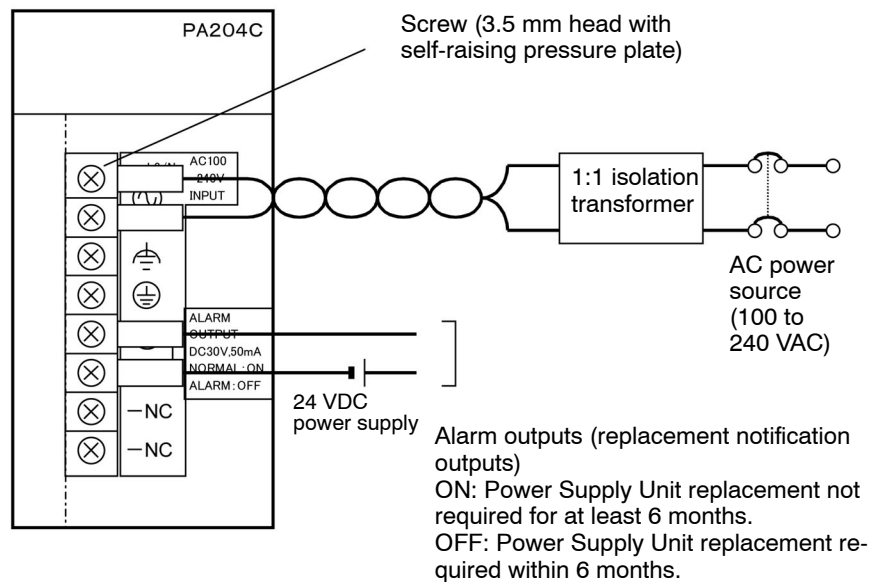 PA204C
Screw (3.5 mm head with
self-raising pressure plate)
AC100
-240V
INPUT
1:1 isolation
transformer
AC power
source
(100 to
240 VAC)
ALARM
OUTPUT
DC30V,50mA
NORMAL:ON
ALARM:OFF
NC
NC
24 VDC
power supply
Alarm outputs (replacement notification
outputs)
ON: Power Supply Unit replacement not
required for at least 6 months.
OFF: Power Supply Unit replacement re-
quired within 6 months.